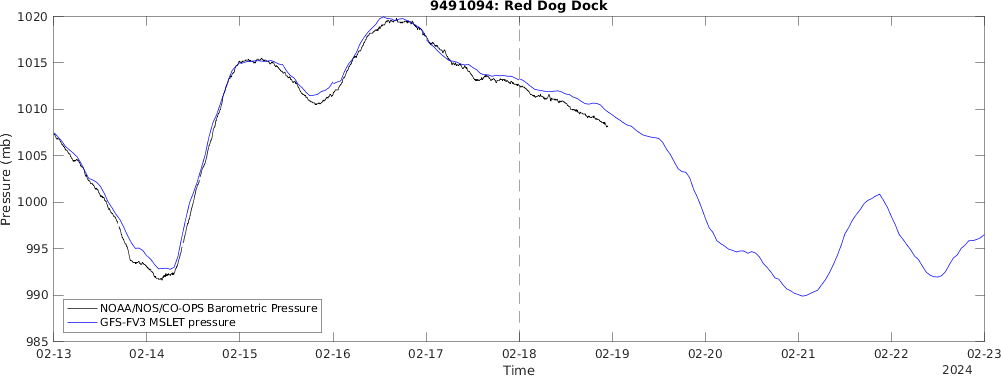 9491094: Red Dog Dock
1020
1015
1010
1005
1000
995
990
985
Pressure (mb)
NOAA/NOS/CO-OPS Barometric Pressure
GFS-FV3 MSLET pressure
02-13 02-14 02-15 02-16 02-17 02-18 02-19 02-20 02-21 02-22 02-23
Time
2024